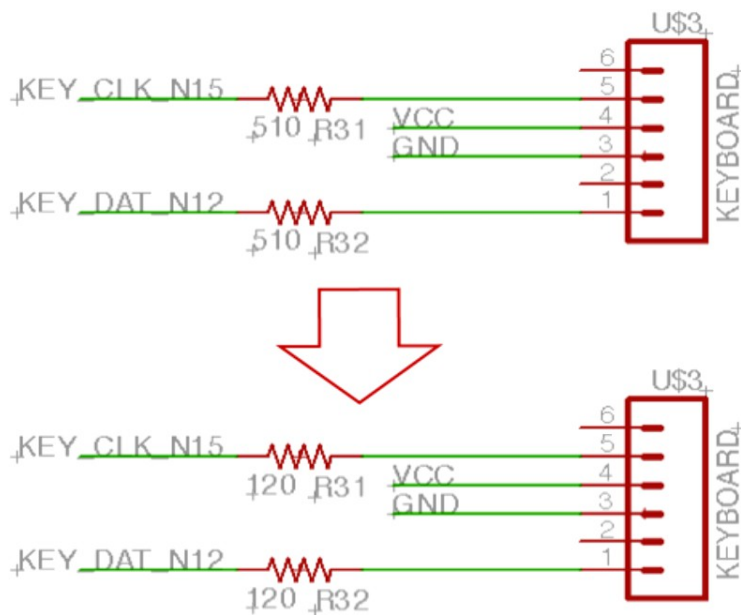 U$3
KEY_CLK_N15
510 R31
VCC
GND
KEY_DAT_N12
510 R32
6
5
4
3
2
1
KEYBOARD
U$3
KEY_CLK_N15
120 R31
VCC
GND
KEY_DAT_N12
120 R32
6
5
4
3
2
1
KEYBOARD